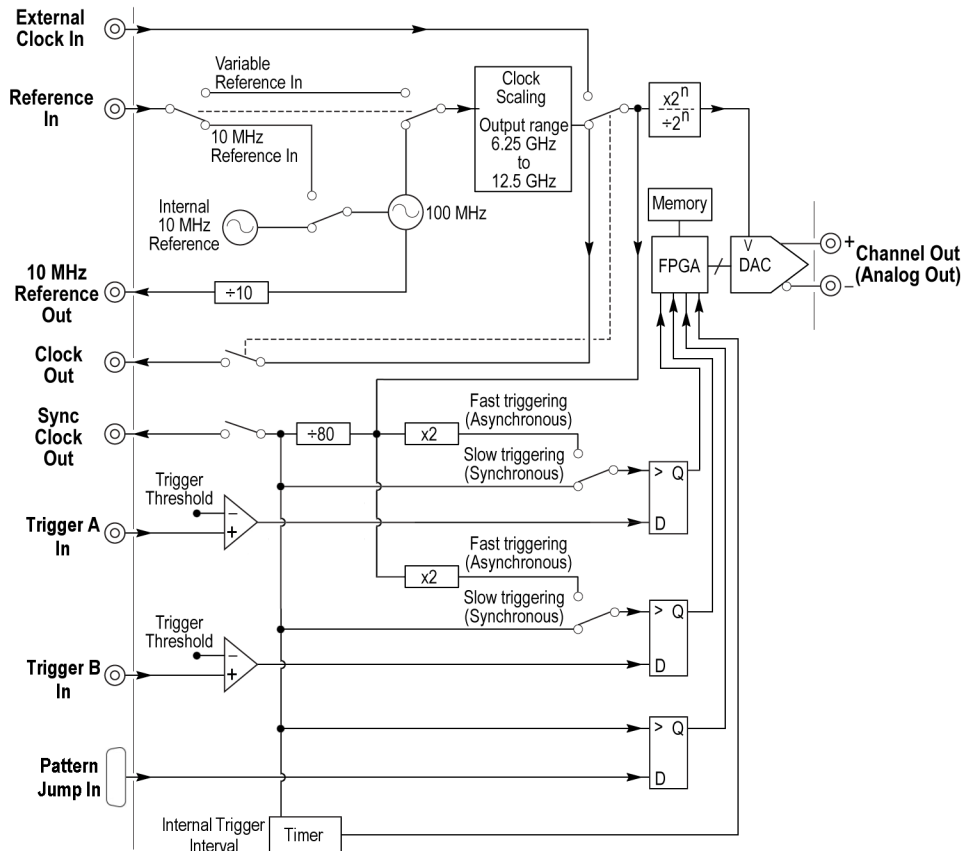 External
Clock In
Variable
Reference In
Reference
In
10 MHz
Reference In
Clock
Scaling
Output range
6.25 GHz
to
12.5 GHz
x2ⁿ
÷2ⁿ
Internal
10 MHz
Reference
100 MHz
Memory
FPGA
V
DAC
+
–
Channel Out
(Analog Out)
10 MHz
Reference
Out
÷10
Clock
Out
Sync
Clock
Out
÷80
x2
Fast triggering
(Asynchronous)
Slow triggering
(Synchronous)
> Q
D
Trigger
Threshold
–
+
Trigger A
In
x2
Fast triggering
(Asynchronous)
Slow triggering
(Synchronous)
> Q
D
Trigger
Threshold
–
+
Trigger B
In
> Q
D
Pattern
Jump In
Internal Trigger
Interval
Timer